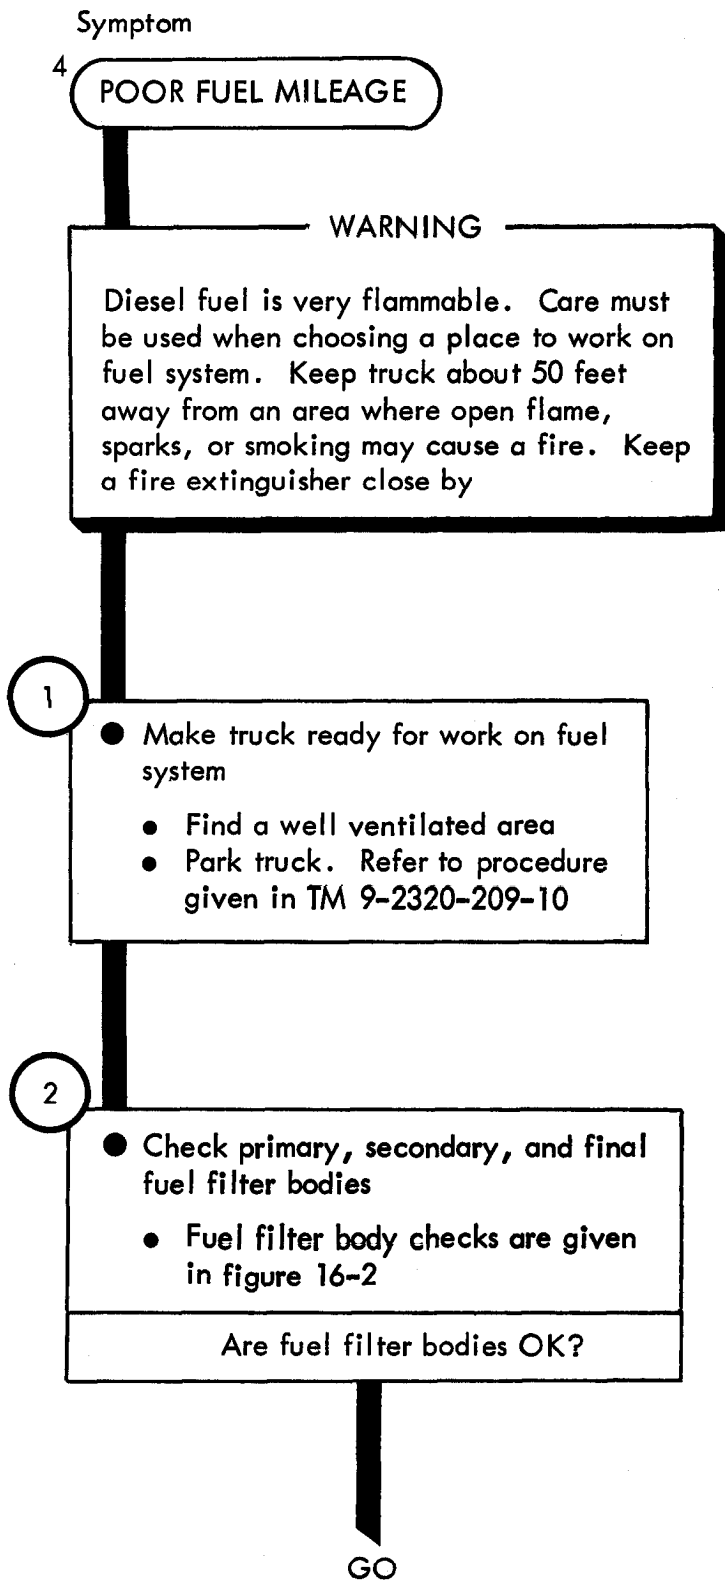 Symptom
4
POOR FUEL MILEAGE
WARNING
Diesel fuel is very flammable. Care must
be used when choosing a place to work on
fuel system. Keep truck about 50 feet
away from an area where open flame,
sparks, or smoking may cause a fire. Keep
a fire extinguisher close by
1
● Make truck ready for work on fuel
system
● Find a well ventilated area
● Park truck. Refer to procedure
given in TM 9-2320-209-10
2
● Check primary, secondary, and final
fuel filter bodies
● Fuel filter body checks are given
in figure 16-2
Are fuel filter bodies OK?
GO